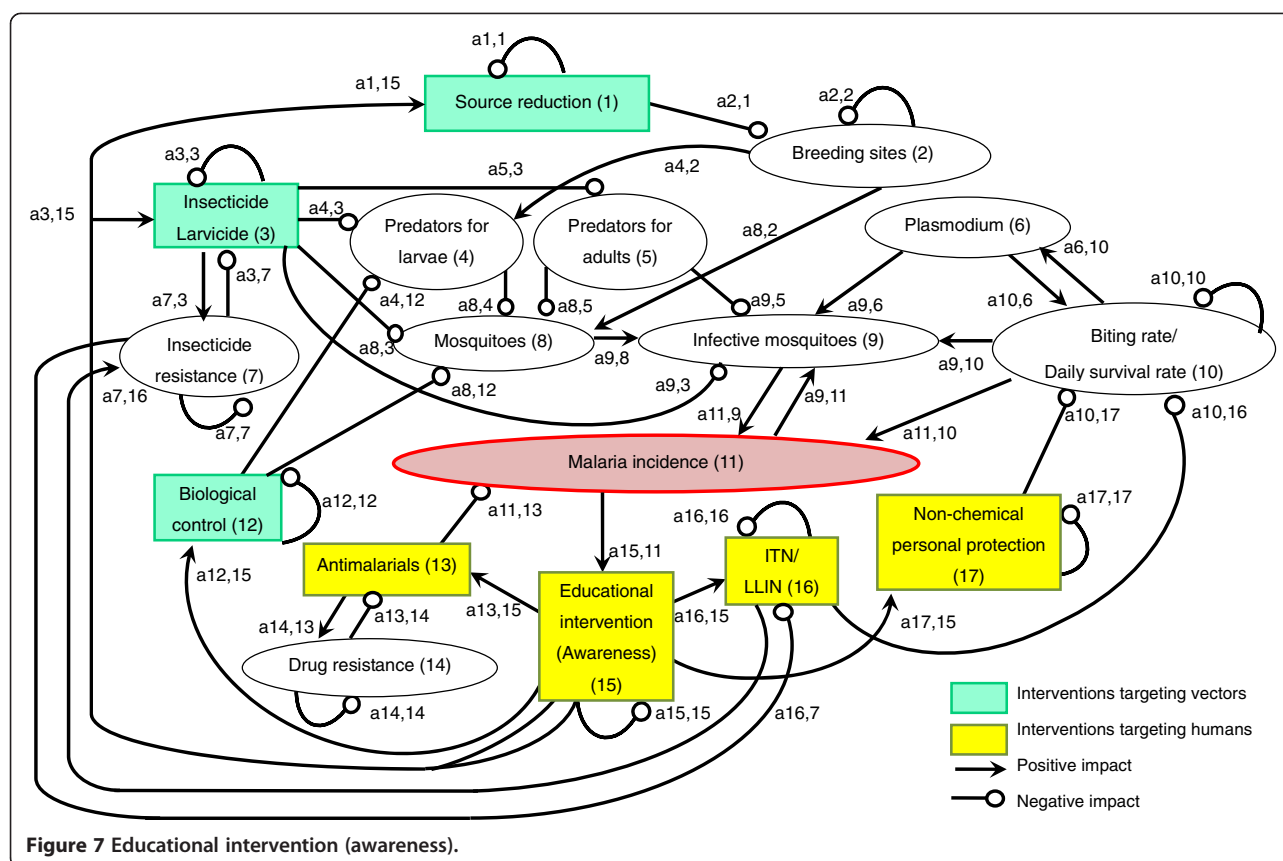 a1,1
a1,15
Source reduction (1)
a2,1
a2,2
Breeding sites (2)
a3,3
a5,3
a4,2
a3,15
Insecticide
Larvicide (3)
a4,3
Predators for
larvae (4)
Predators for
adults (5)
a8,2
Plasmodium (6)
a6,10
a3,7
a7,3
a4,12
a8,4
a8,5
a9,5
a9,6
a10,6
a10,10
Insecticide
resistance (7)
a8,3
Mosquitoes (8)
a9,8
Infective mosquitoes (9)
a9,10
Biting rate/
Daily survival rate (10)
a7,16
a7,7
a8,12
a9,3
a11,9
a9,11
a11,10
a10,17
a10,16
Malaria incidence (11)
Biological
control (12)
a12,12
a11,13
a16,16
a17,17
Non-chemical
personal protection
(17)
a12,15
Antimalarials (13)
a15,11
ITN/
LLIN (16)
a13,14
a13,15
Educational
intervention
(Awareness)
(15)
a16,15
a17,15
a14,13
Drug resistance (14)
a14,14
a15,15
a16,7
Interventions targeting vectors
Interventions targeting humans
Positive impact
Negative impact
Figure 7 Educational intervention (awareness).